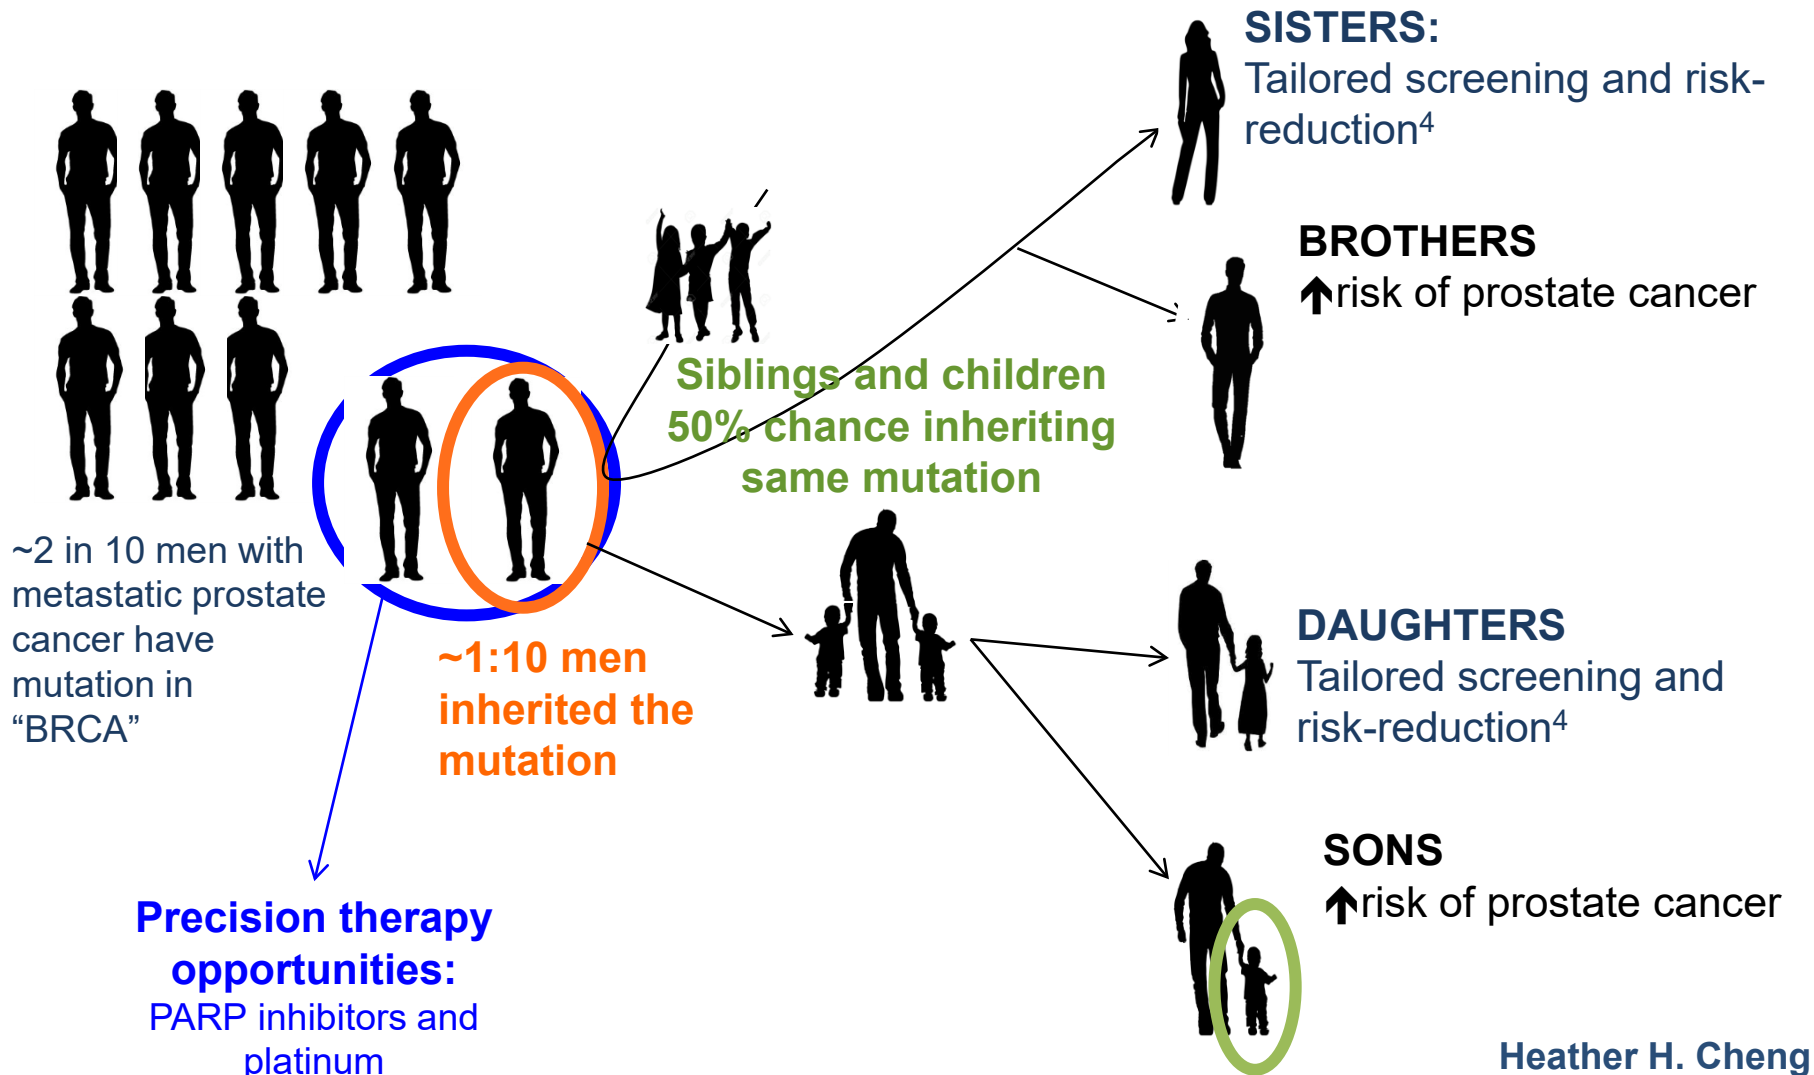 SISTERS:
Tailored screening and risk-
reduction⁴
BROTHERS
↑risk of prostate cancer
Siblings and children
50% chance inheriting
same mutation
~2 in 10 men with
metastatic prostate
cancer have
mutation in
“BRCA”
~1:10 men
inherited the
mutation
DAUGHTERS
Tailored screening and
risk-reduction⁴
SONS
↑risk of prostate cancer
Precision therapy
opportunities:
PARP inhibitors and
platinum
Heather H. Cheng